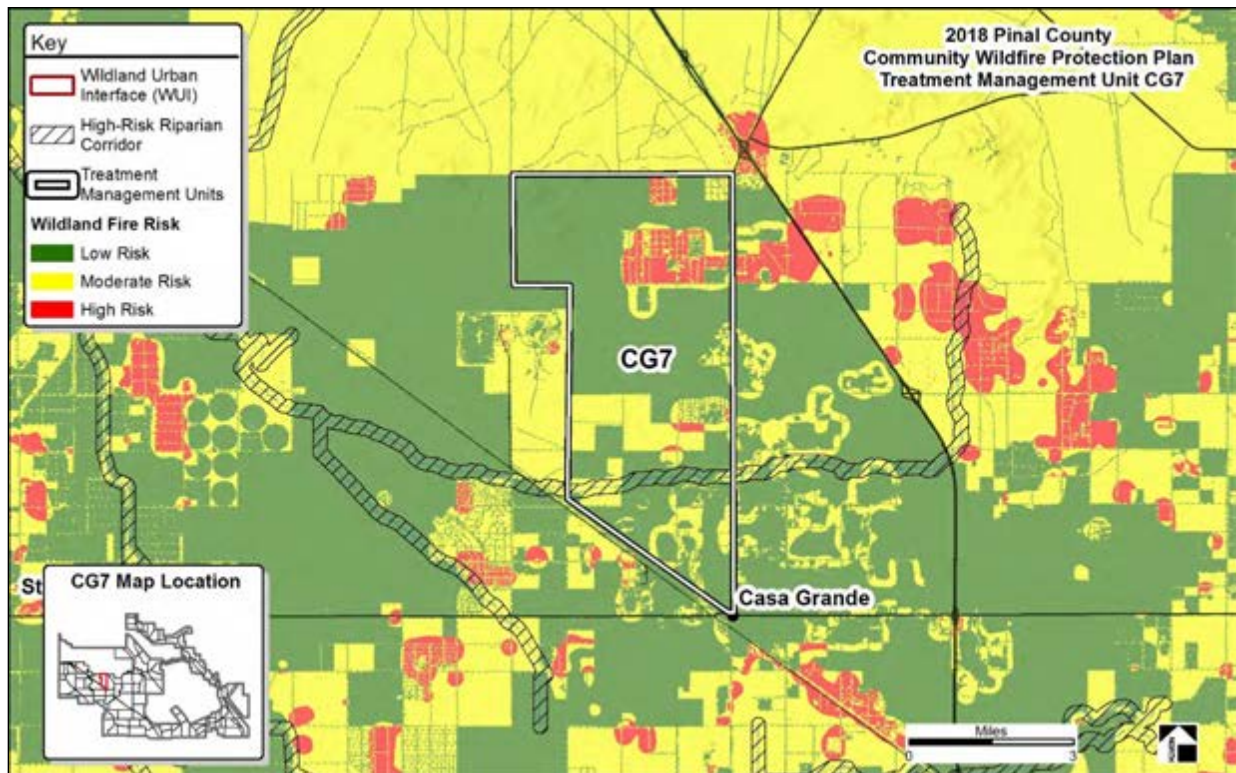 Key
Wildland Urban
Interface (WUI)
High-Risk Riparian
Corridor
Treatment
Management Units
Wildland Fire Risk
Low Risk
Moderate Risk
High Risk
2018 Pinal County
Community Wildfire Protection Plan
Treatment Management Unit CG7
CG7
Casa Grande
St
CG7 Map Location
Miles
0
3